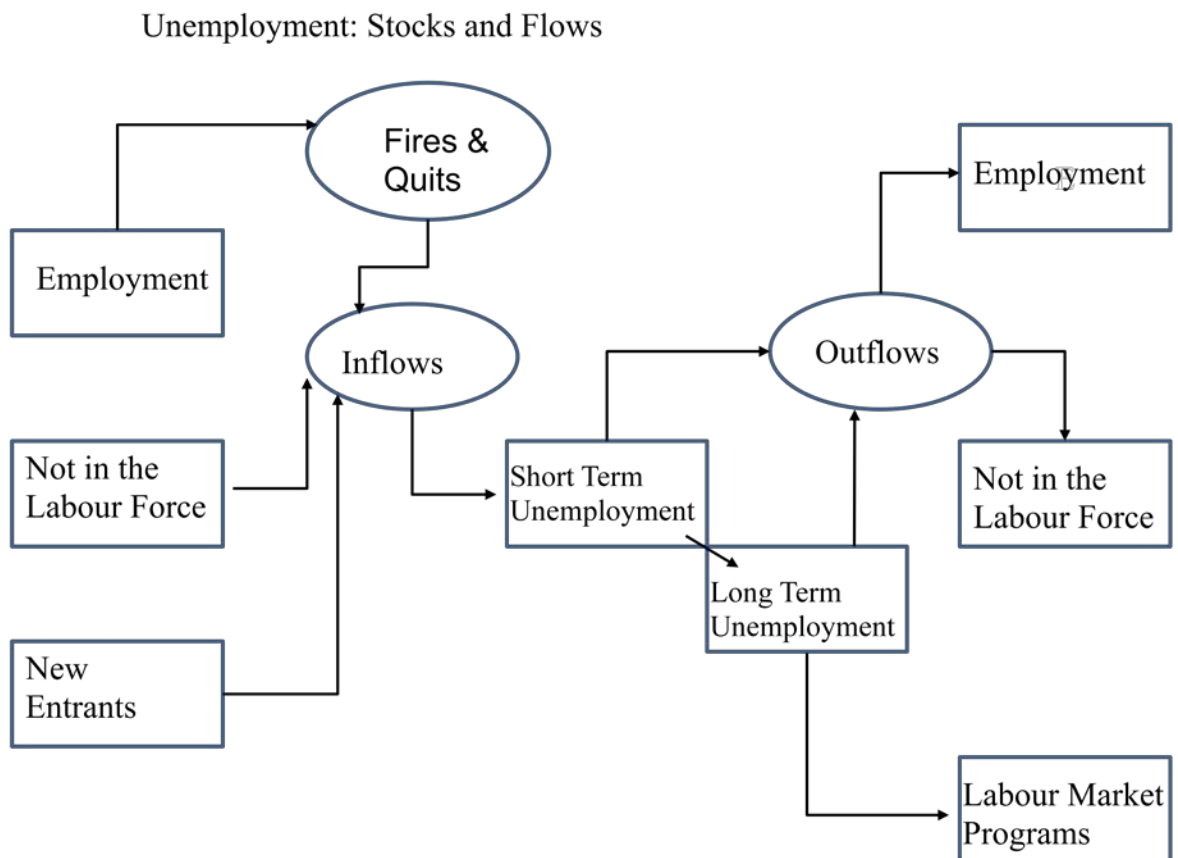 Unemployment: Stocks and Flows
Fires &
Quits
Employment
Employment
Inflows
Outflows
Not in the
Labour Force
Short Term
Unemployment
Not in the
Labour Force
Long Term
Unemployment
New
Entrants
Labour Market
Programs